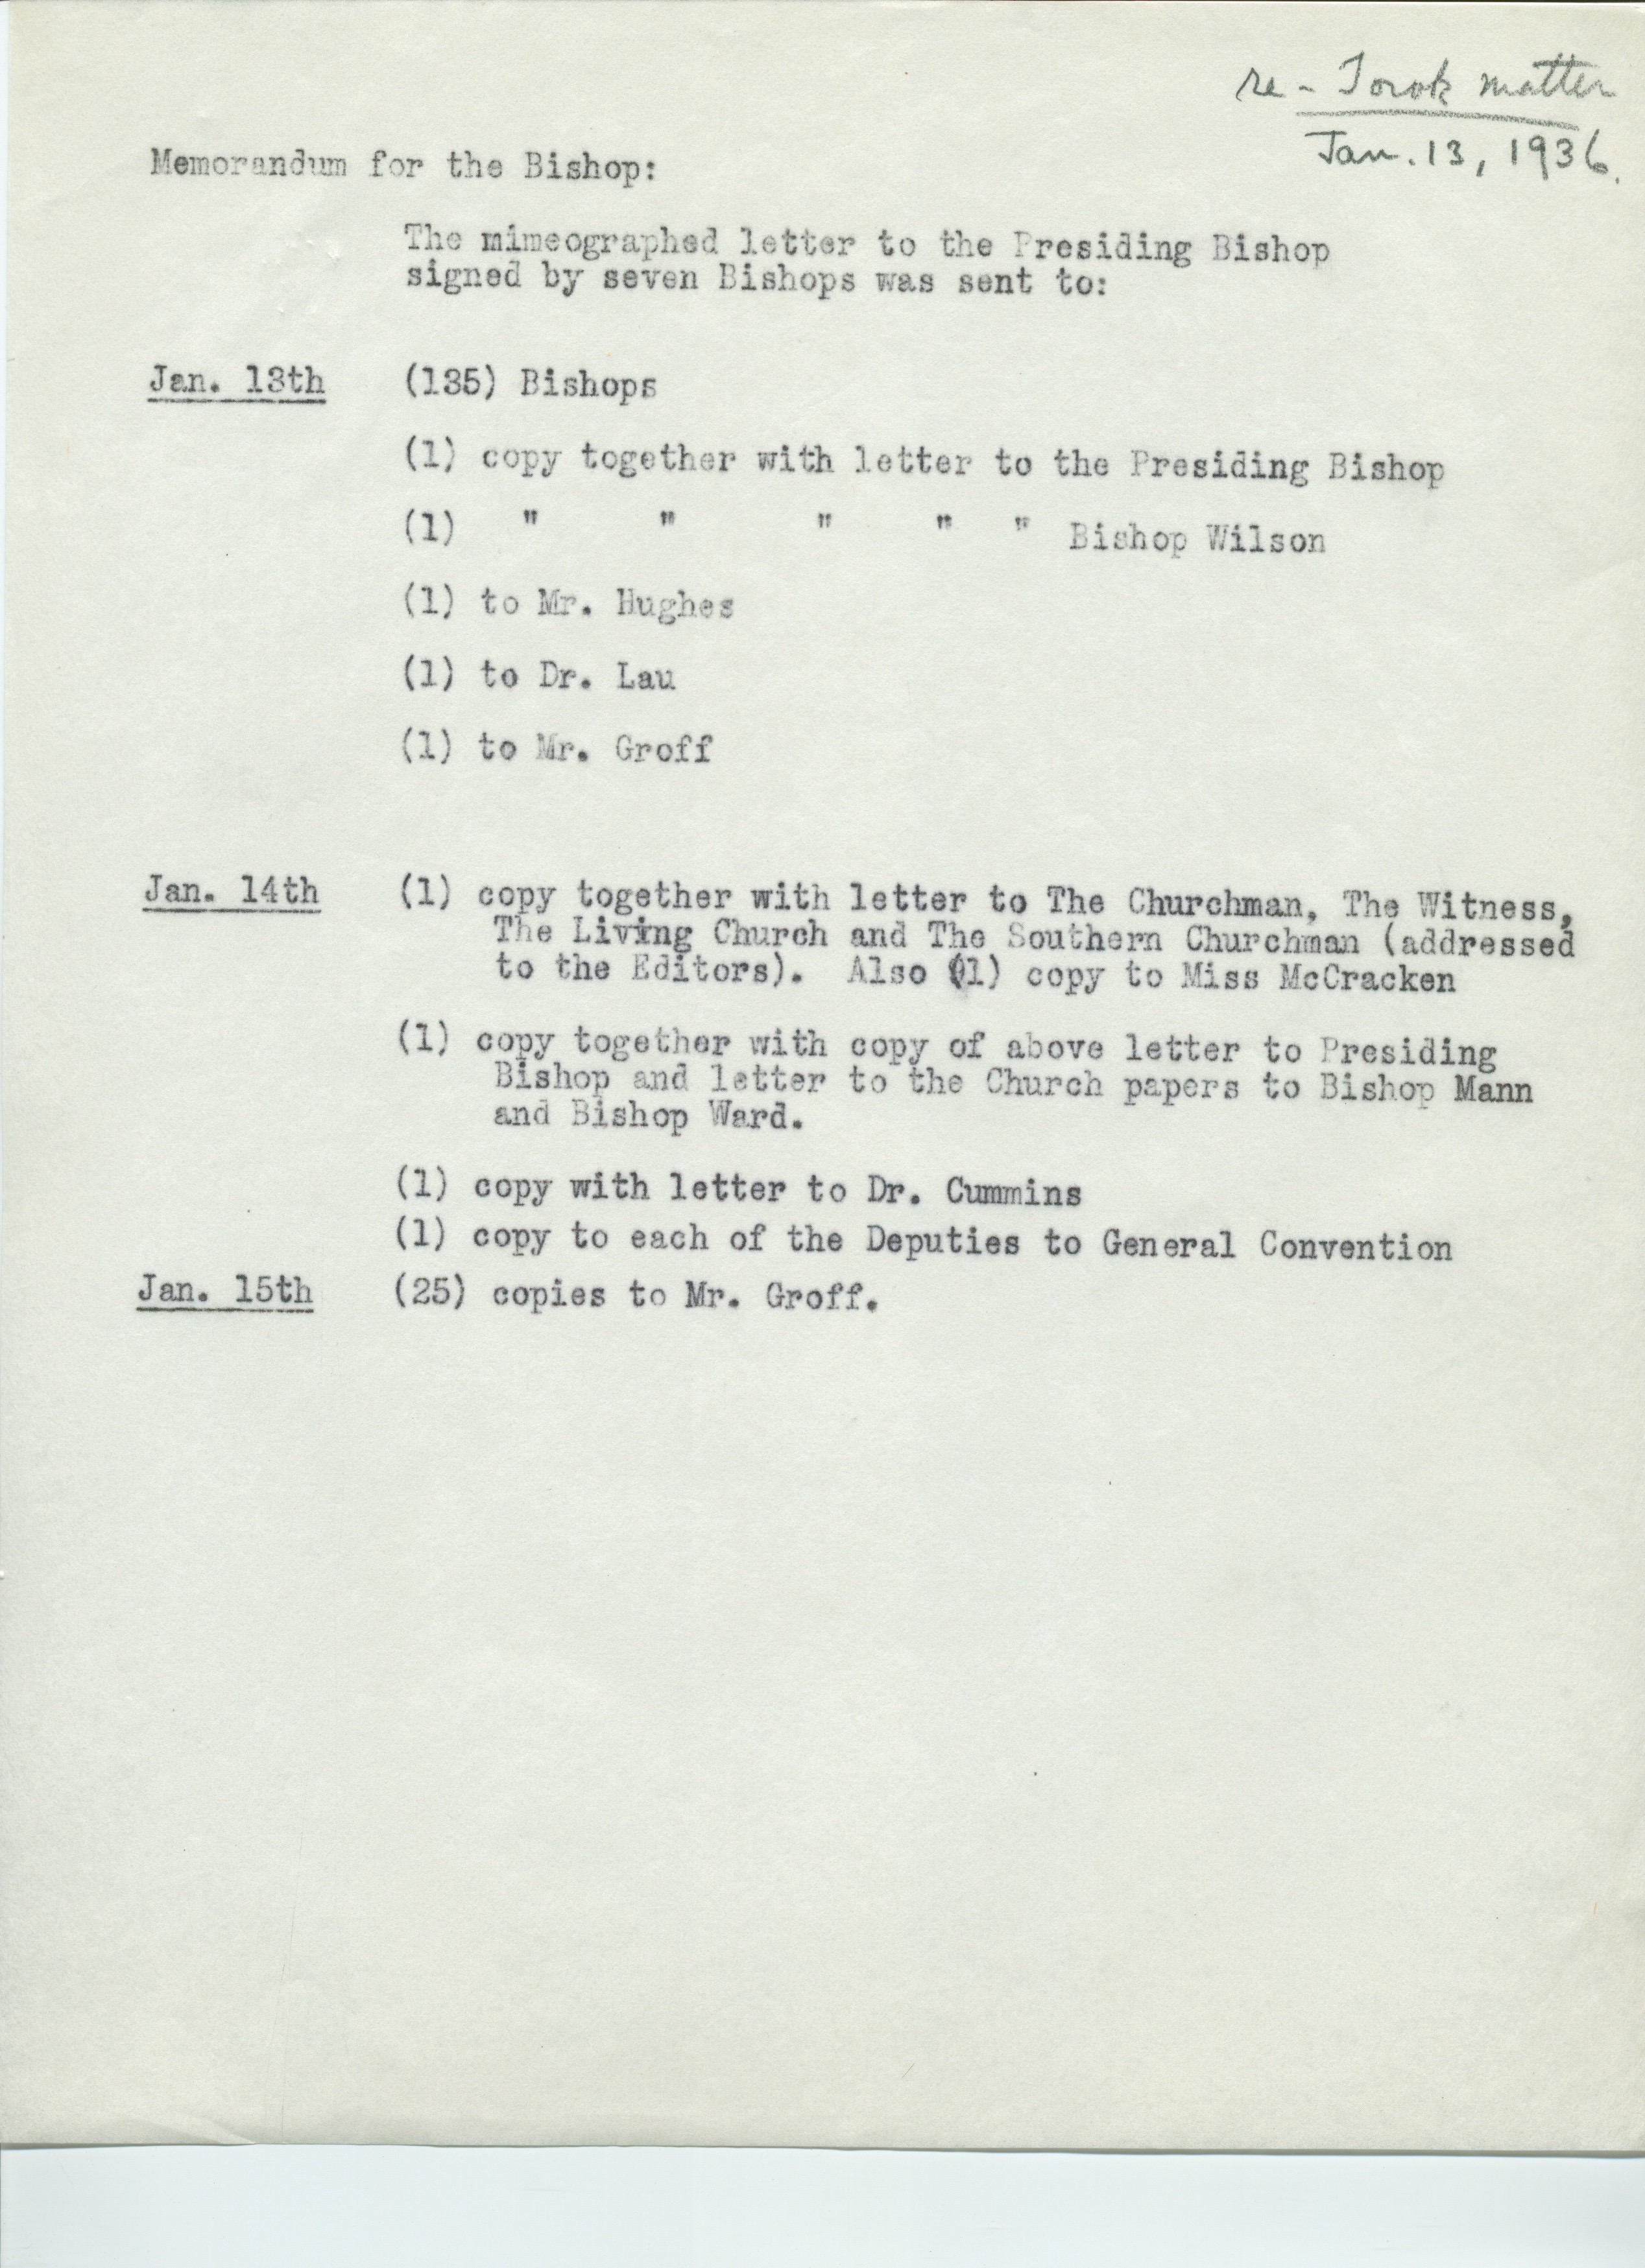 re - Torok matter
Jan. 13, 1936.
Memorandum for the Bishop:
The mimeographed letter to the Presiding Bishop
signed by seven Bishops was sent to:
Jan. 13th (135) Bishops
(1) copy together with letter to the Presiding Bishop
(1) " " " " " Bishop Wilson
(1) to Mr. Hughes
(1) to Dr. Lau
(1) to Mr. Groff
Jan. 14th (1) copy together with letter to The Churchman, The Witness,
The Living Church and The Southern Churchman (addressed
to the Editors). Also (1) copy to Miss McCracken
(1) copy together with copy of above letter to Presiding
Bishop and letter to the Church papers to Bishop Mann
and Bishop Ward.
(1) copy with letter to Dr. Cummins
(1) copy to each of the Deputies to General Convention
Jan. 15th (25) copies to Mr. Groff.